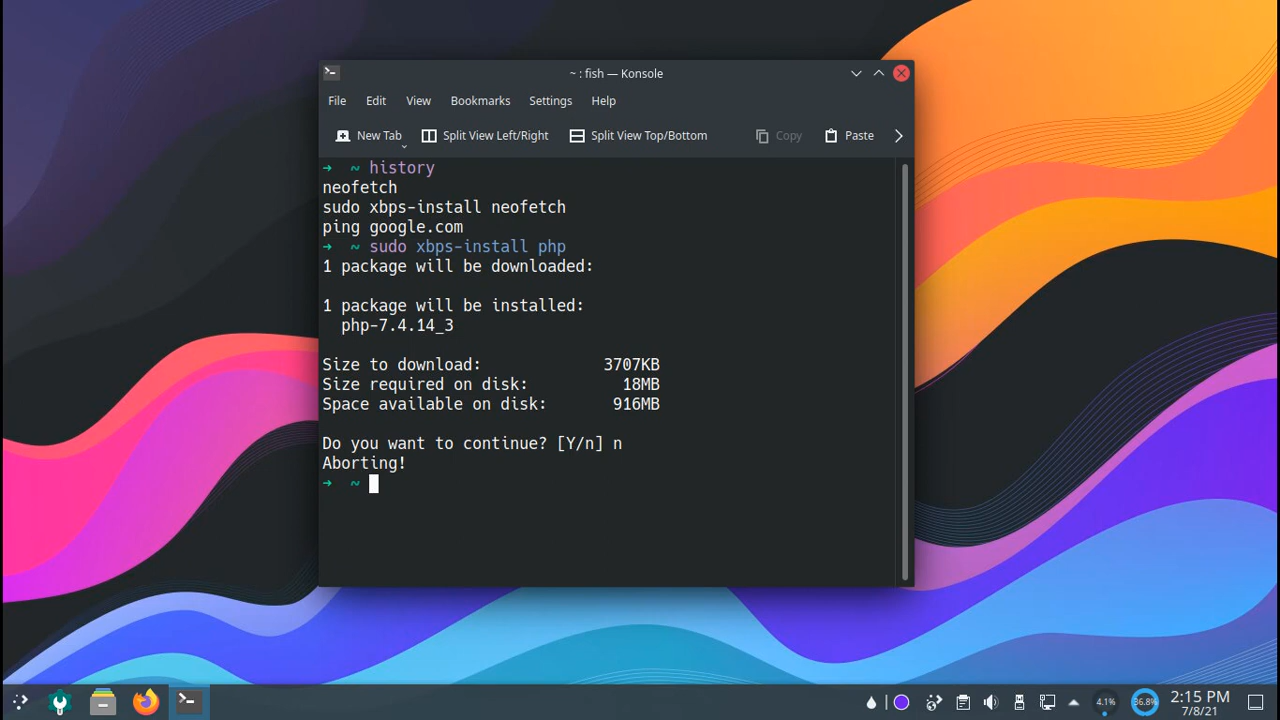 ~ : fish — Konsole
File Edit View Bookmarks Settings Help
New Tab Split View Left/Right Split View Top/Bottom Copy Paste
➜ ~ history
neofetch
sudo xbps-install neofetch
ping google.com
➜ ~ sudo xbps-install php
1 package will be downloaded:
1 package will be installed:
php-7.4.14_3
Size to download: 3707KB
Size required on disk: 18MB
Space available on disk: 916MB
Do you want to continue? [Y/n] n
Aborting!
➜ ~
4.1% 36.8% 2:15 PM
7/8/21